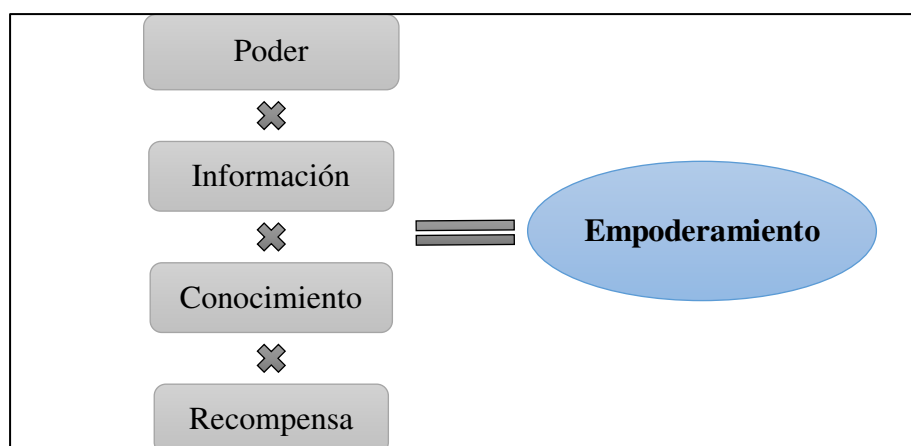 Poder
Información
Conocimiento
Recompensa
Empoderamiento